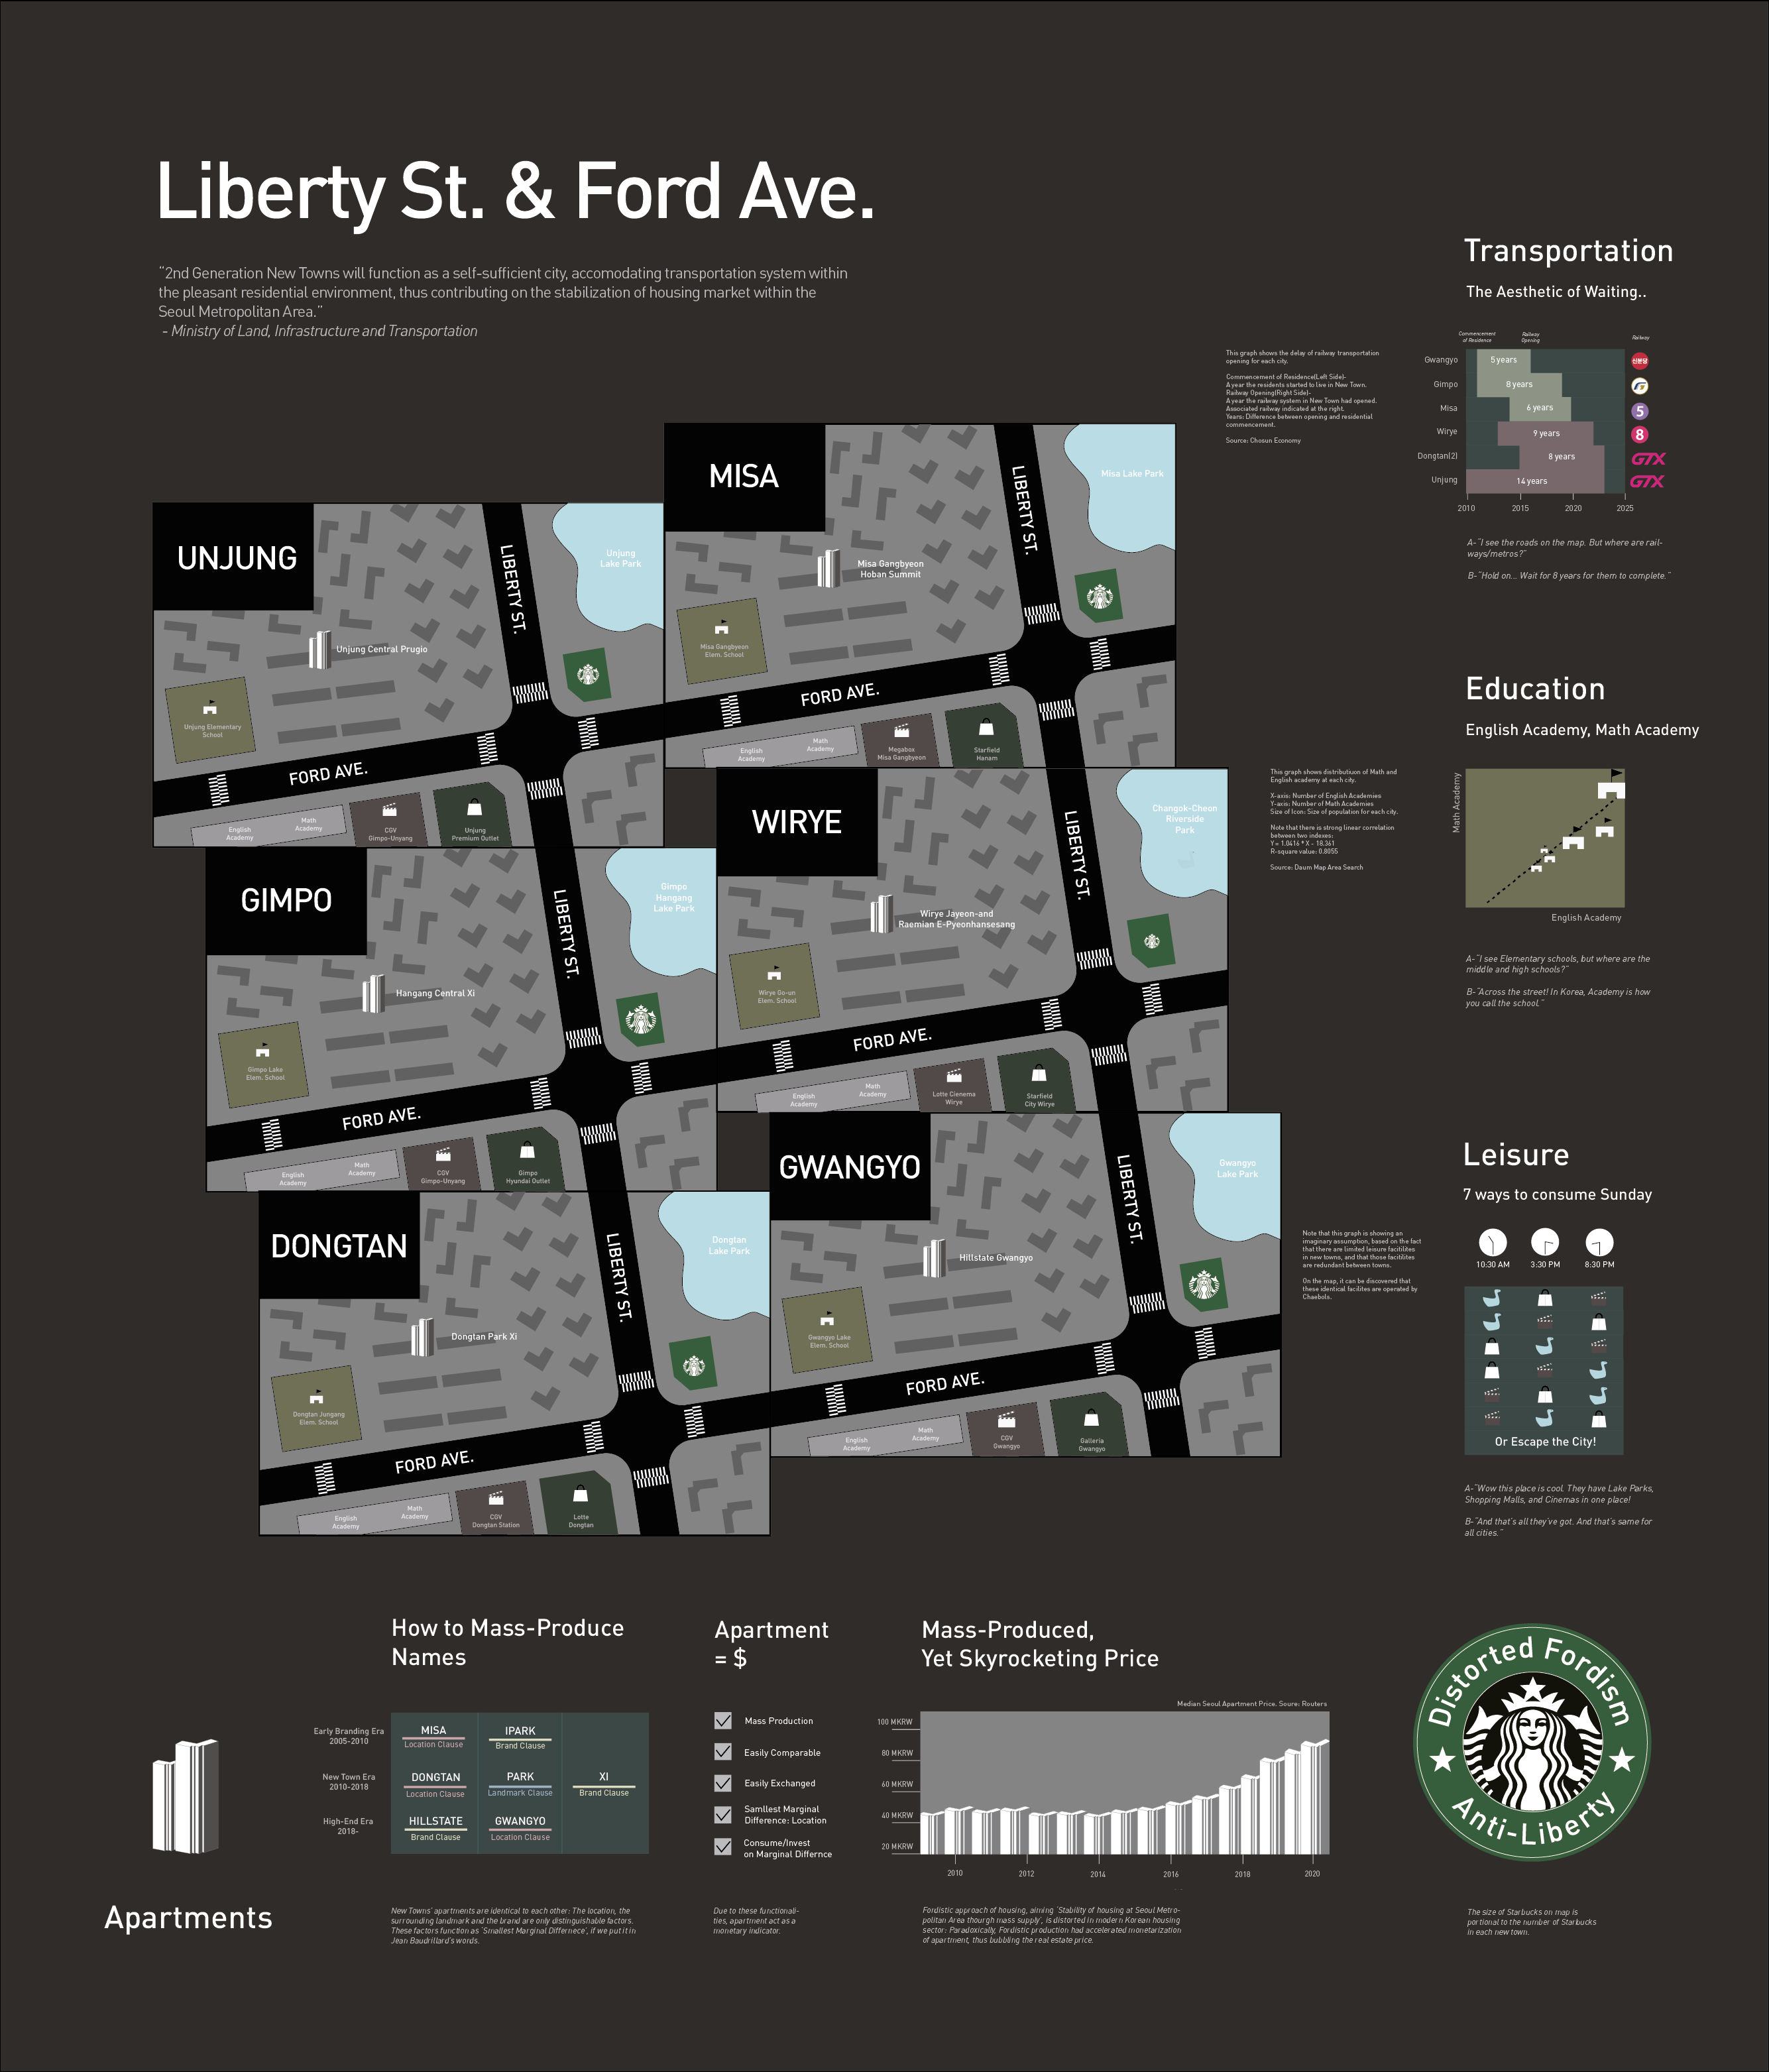 Liberty St. & Ford Ave.
"2nd Generation New Towns will function as a self-sufficient city, accomodating transportation system within
the pleasant residential environment, thus contributing on the stabilization of housing market within the
Seoul Metropolitan Area."
- Ministry of Land, Infrastructure and Transportation
Transportation
The Aesthetic of Waiting..
This graph shows the delay of railway transportation
opening for each city.
Commencement of Residence(Left Side)-
A year the residents started to live in New Town.
Railway Opening(Right Side)-
A year the railway system in New Town had opened.
Associated railway indicated at the right.
Years: Difference between opening and residential
commencement.
Source: Chosun Economy
Commencement
of Residence
Railway
Opening
Railway
Gwangyo
5 years
신분당
Gimpo
8 years
Misa
6 years
5
Wirye
9 years
8
Dongtan(2)
8 years
GTX
Unjung
14 years
GTX
2010
2015
2020
2025
A-"I see the roads on the map. But where are rail-
ways/metros?"
B-"Hold on... Wait for 8 years for them to complete."
MISA
LIBERTY ST.
Misa Lake Park
Misa Gangbyeon
Hoban Summit
Misa Gangbyeon
Elem. School
FORD AVE.
English
Academy
Math
Academy
Megabox
Misa Gangbyeon
Starfield
Hanam
UNJUNG
LIBERTY ST.
Unjung
Lake Park
Unjung Central Prugio
Unjung Elementary
School
FORD AVE.
English
Academy
Math
Academy
CGV
Gimpo-Unyang
Unjung
Premium Outlet
WIRYE
LIBERTY ST.
Changok-Cheon
Riverside
Park
Wirye Jayeon-and
Raemian E-Pyeonhansesang
Wirye Go-un
Elem. School
FORD AVE.
English
Academy
Math
Academy
Lotte Cienema
Wirye
Starfield
City Wirye
GIMPO
LIBERTY ST.
Gimpo
Hangang
Lake Park
Hangang Central Xi
Gimpo Lake
Elem. School
FORD AVE.
English
Academy
Math
Academy
CGV
Gimpo-Unyang
Gimpo
Hyundai Outlet
GWANGYO
LIBERTY ST.
Gwangyo
Lake Park
Hillstate Gwangyo
Gwangyo Lake
Elem. School
FORD AVE.
English
Academy
Math
Academy
CGV
Gwangyo
Galleria
Gwangyo
DONGTAN
LIBERTY ST.
Dongtan
Lake Park
Dongtan Park Xi
Dongtan Jungang
Elem. School
FORD AVE.
English
Academy
Math
Academy
CGV
Dongtan Station
Lotte
Dongtan
Education
English Academy, Math Academy
This graph shows distributiuon of Math and
English academy at each city.
X-axis: Number of English Academies
Y-axis: Number of Math Academies
Size of Icon: Size of population for each city.
Note that there is strong linear correlation
between two indexes:
Y = 1.0416 * X - 18.361
R-square value: 0.8055
Source: Daum Map Area Search
Math Academy
English Academy
A-"I see Elementary schools, but where are the
middle and high schools?"
B-"Across the street! In Korea, Academy is how
you call the school."
Leisure
7 ways to consume Sunday
Note that this graph is showing an
imaginary assumption, based on the fact
that there are limited leisure facitilites
in new towns, and that those facitilites
are redundant between towns.
On the map, it can be discovered that
these identical facilites are operated by
Chaebols.
10:30 AM
3:30 PM
8:30 PM
Or Escape the City!
A-"Wow this place is cool. They have Lake Parks,
Shopping Malls, and Cinemas in one place!
B-"And that's all they've got. And that's same for
all cities."
Apartments
How to Mass-Produce
Names
Early Branding Era
2005-2010
MISA
Location Clause
IPARK
Brand Clause
New Town Era
2010-2018
DONGTAN
Location Clause
PARK
Landmark Clause
XI
Brand Clause
High-End Era
2018-
HILLSTATE
Brand Clause
GWANGYO
Location Clause
New Towns' apartments are identical to each other: The location, the
surrounding landmark and the brand are only distinguishable factors.
These factors function as 'Smallest Marginal Differnece', if we put it in
Jean Baudrillard's words.
Apartment
= $
Mass Production
Easily Comparable
Easily Exchanged
Samllest Marginal
Difference: Location
Consume/Invest
on Marginal Differnce
Due to these functionali-
ties, apartment act as a
monetary indicator.
Mass-Produced,
Yet Skyrocketing Price
Median Seoul Apartment Price. Soure: Routers
100 MKRW
80 MKRW
60 MKRW
40 MKRW
20 MKRW
2010
2012
2014
2016
2018
2020
Fordistic approach of housing, aiming 'Stability of housing at Seoul Metro-
politan Area thourgh mass supply', is distorted in modern Korean housing
sector: Paradoxically, Fordistic production had accelerated monetarization
of apartment, thus bubbling the real estate price.
Distorted Fordism
Anti-Liberty
The size of Starbucks on map is
portional to the number of Starbucks
in each new town.